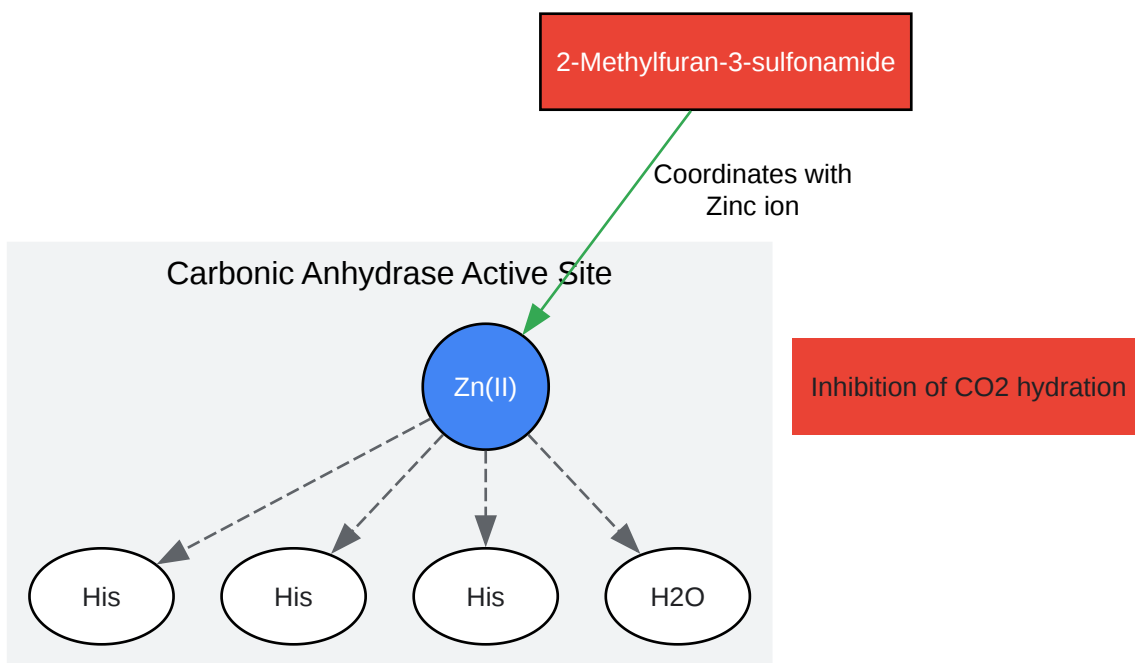 2-Methylfuran-3-sulfonamide
Coordinates with
Zinc ion
Carbonic Anhydrase Active Site
Zn(II)
Inhibition of CO2 hydration
His
His
His
H2O